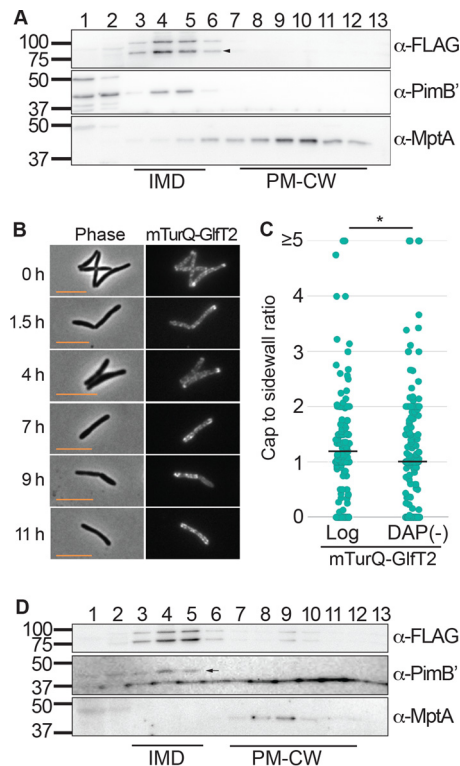 A
1 2 3 4 5 6 7 8 9 10 11 12 13
100
75
α-FLAG
50
37
α-PimB'
50
37
α-MptA
IMD PM-CW
B
Phase mTurQ-GlfT2
0 h
1.5 h
4 h
7 h
9 h
11 h
C
*
≥5
4
3
2
1
0
Cap to sidewall ratio
Log DAP(-)
mTurQ-GlfT2
D
1 2 3 4 5 6 7 8 9 10 11 12 13
100
75
α-FLAG
50
37
α-PimB'
50
37
α-MptA
IMD PM-CW